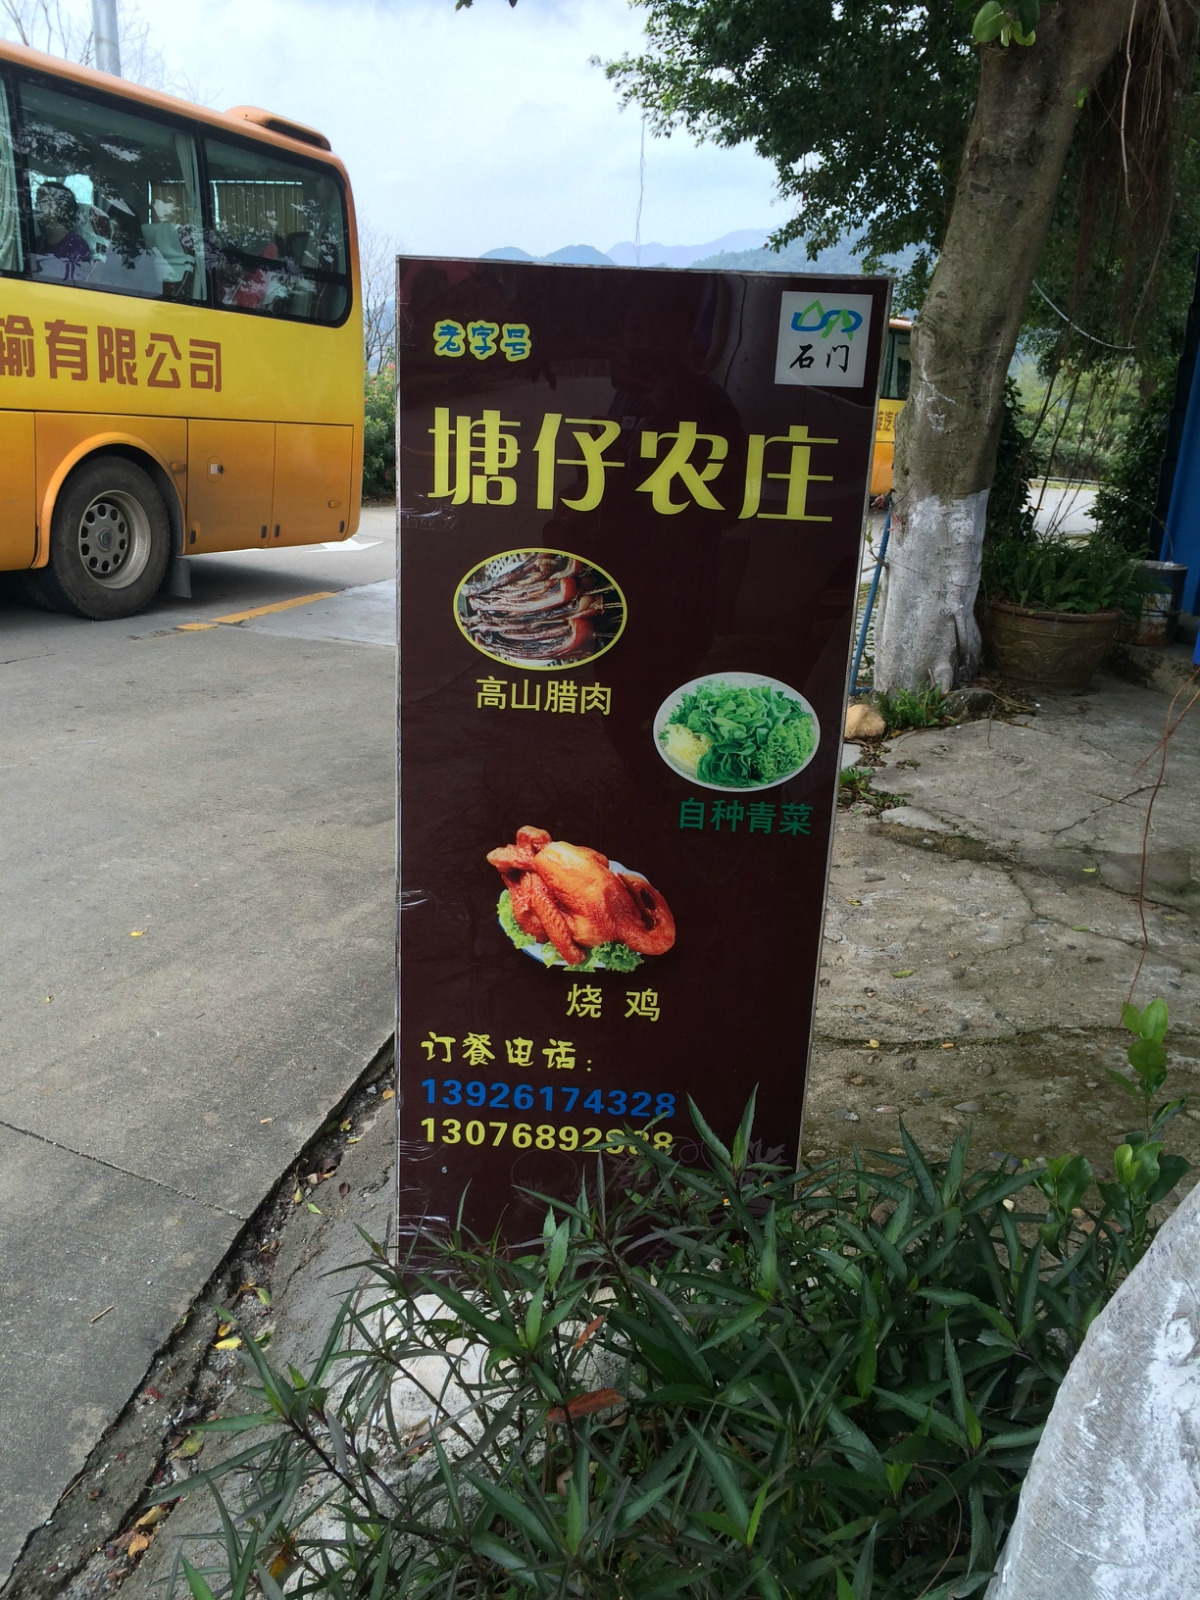 输有限公司
老字号
石门
塘仔农庄
高山腊肉
自种青菜
烧 鸡
订餐电话：
13926174328